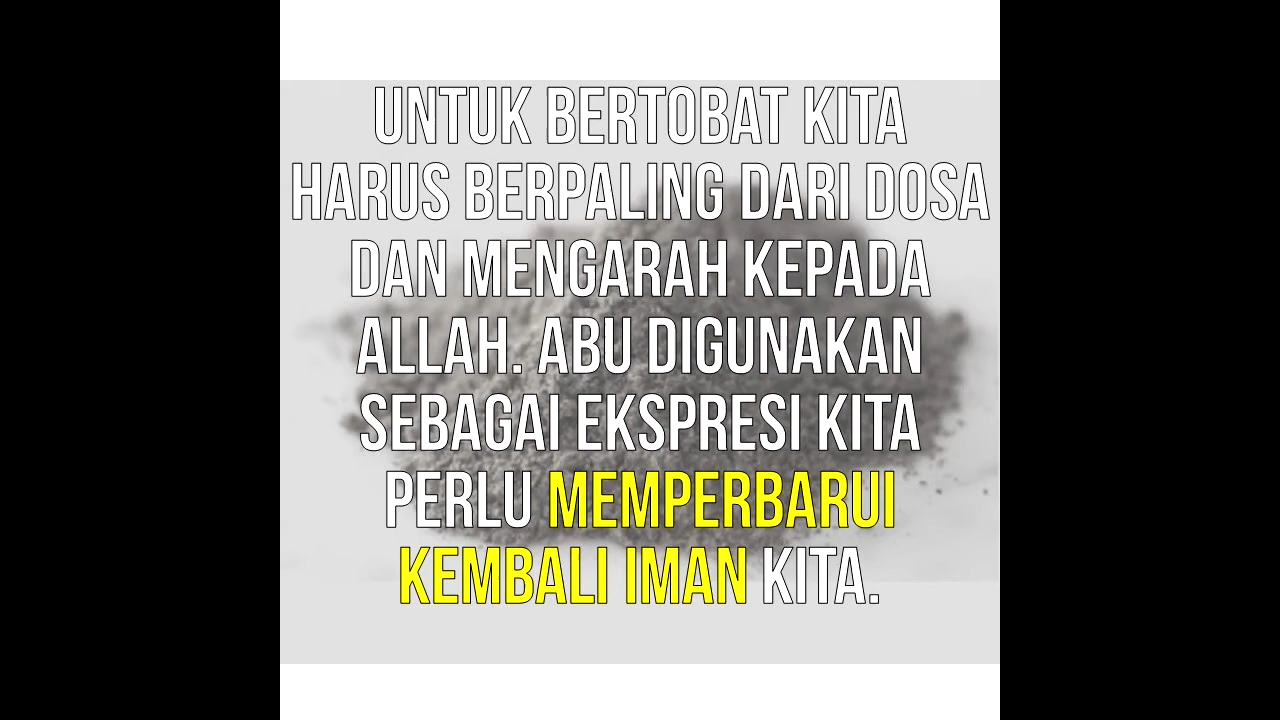 UNTUK BERTOBAT KITA
HARUS BERPALING DARI DOSA
DAN MENGARAH KEPADA
ALLAH. ABU DIGUNAKAN
SEBAGAI EKSPRESI KITA
PERLU MEMPERBARUI
KEMBALI IMAN KITA.